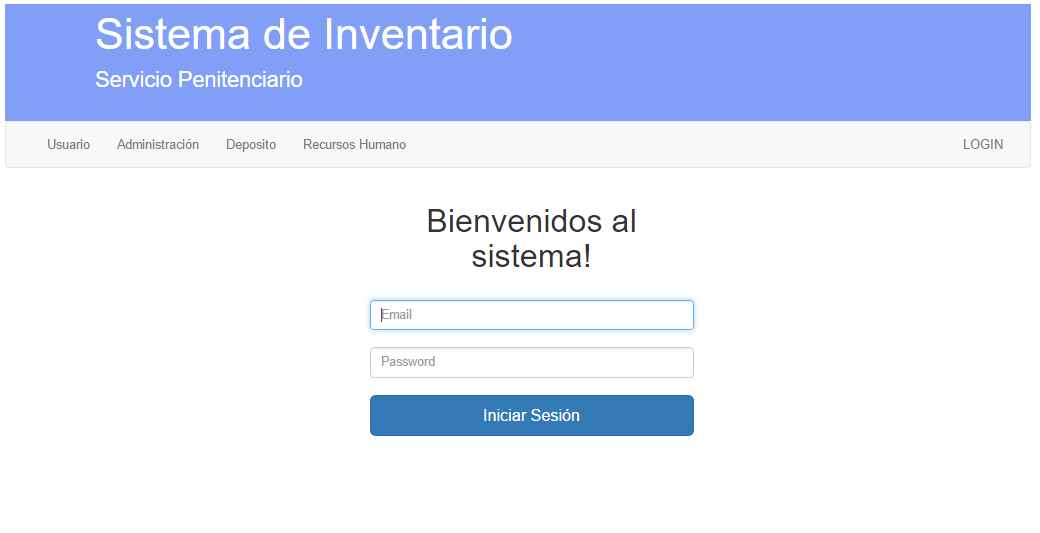 Sistema de Inventario
Servicio Penitenciario
Usuario Administración Deposito Recursos Humano LOGIN
Bienvenidos al
sistema!
Email
Password
Iniciar Sesión